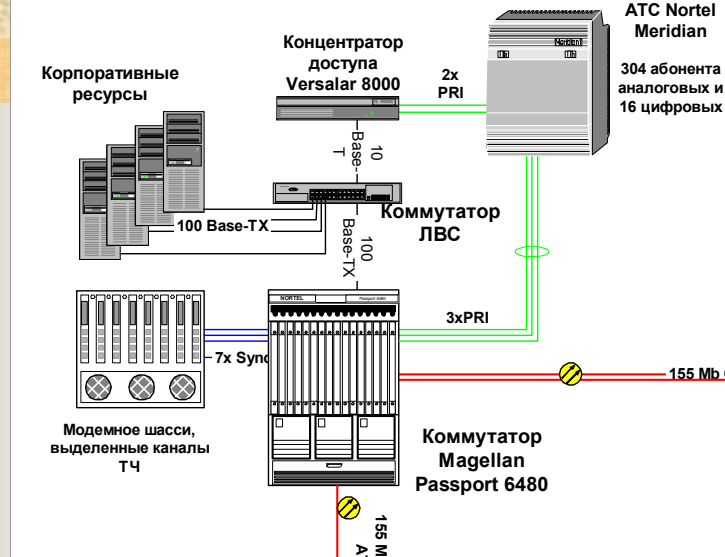 АТС Nortel
Meridian
304 абонента
аналоговых и
16 цифровых
Meridian 1
Концентратор
доступа
Versalar 8000
2x
PRI
Корпоративные
ресурсы
10
Base-
T
100 Base-TX
Коммутатор
ЛВС
100
Base-TX
NORTEL
Passport 6480
3xPRI
7x Sync
155 Mb
Модемное шасси,
выделенные каналы
ТЧ
Коммутатор
Magellan
Passport 6480
155 M